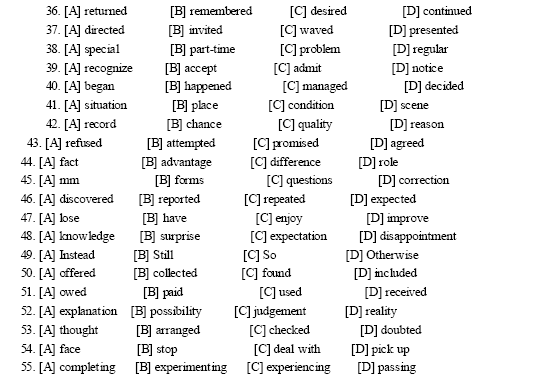 36. [A] returned [B] remembered [C] desired [D] continued
37. [A] directed [B] invited [C] waved [D] presented
38. [A] special [B] part-time [C] problem [D] regular
39. [A] recognize [B] accept [C] admit [D] notice
40. [A] began [B] happened [C] managed [D] decided
41. [A] situation [B] place [C] condition [D] scene
42. [A] record [B] chance [C] quality [D] reason
43. [A] refused [B] attempted [C] promised [D] agreed
44. [A] fact [B] advantage [C] difference [D] role
45. [A] mm [B] forms [C] questions [D] correction
46. [A] discovered [B] reported [C] repeated [D] expected
47. [A] lose [B] have [C] enjoy [D] improve
48. [A] knowledge [B] surprise [C] expectation [D] disappointment
49. [A] Instead [B] Still [C] So [D] Otherwise
50. [A] offered [B] collected [C] found [D] included
51. [A] owed [B] paid [C] used [D] received
52. [A] explanation [B] possibility [C] judgement [D] reality
53. [A] thought [B] arranged [C] checked [D] doubted
54. [A] face [B] stop [C] deal with [D] pick up
55. [A] completing [B] experimenting [C] experiencing [D] passing